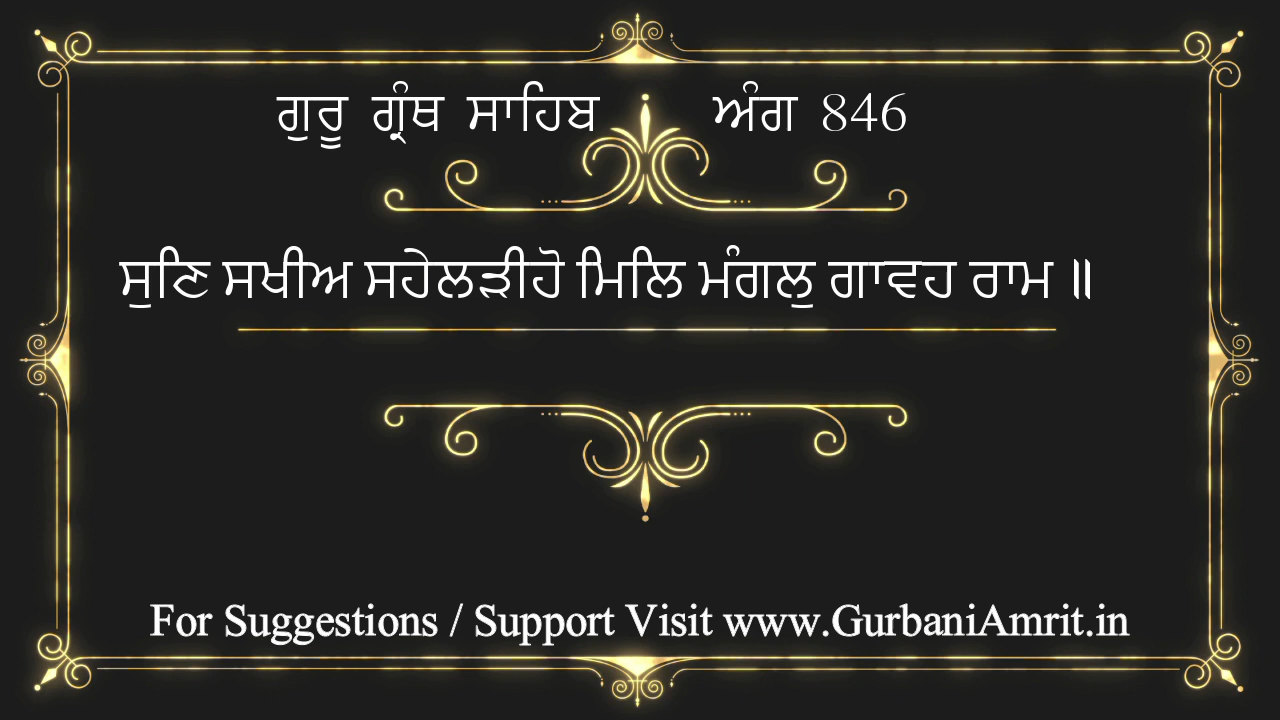 ਗੁਰੂ ਗ੍ਰੰਥ ਸਾਹਿਬ ਅੰਗ 846
ਸੁਣਿ ਸਖੀਅ ਸਹੇਲੜੀਹੋ ਮਿਲਿ ਮੰਗਲੁ ਗਾਵਹ ਰਾਮ ॥
For Suggestions / Support Visit www.GurbaniAmrit.in